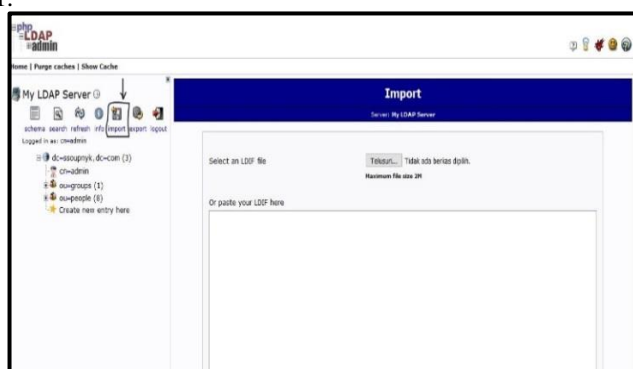 1.
php
LDAP
admin
Home | Purge caches | Show Cache
My LDAP Server
schema search refresh info import export logout
Logged in as: cn=admin
dc=ssoupnyk, dc=com (3)
cn=admin
ou=groups (1)
ou=people (8)
Create new entry here
Import
Server: My LDAP Server
Select an LDIF file
Telusuri... Tidak ada berkas dipilih.
Maximum file size 2M
Or paste your LDIF here